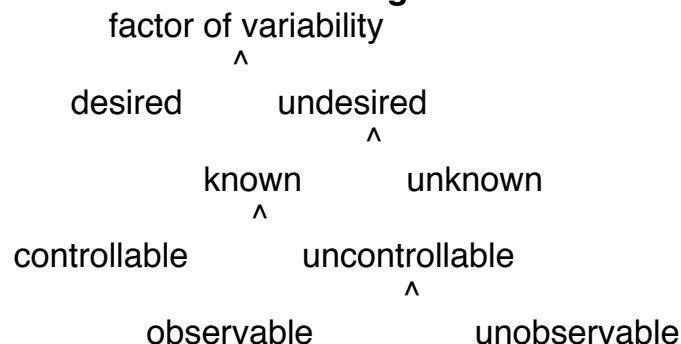 factor of variability
^
desired undesired
^
known unknown
^
controllable uncontrollable
^
observable unobservable